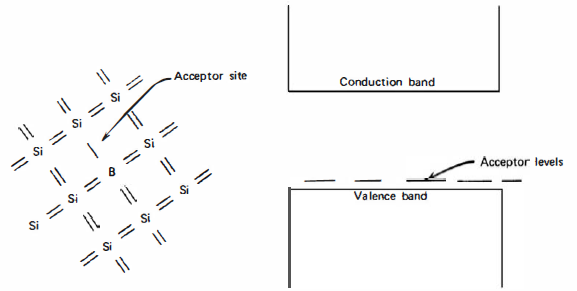 Acceptor site
Si
Si
Si
Si
B
Si
Si
Si
Si
Si
Conduction band
Acceptor levels
Valence band